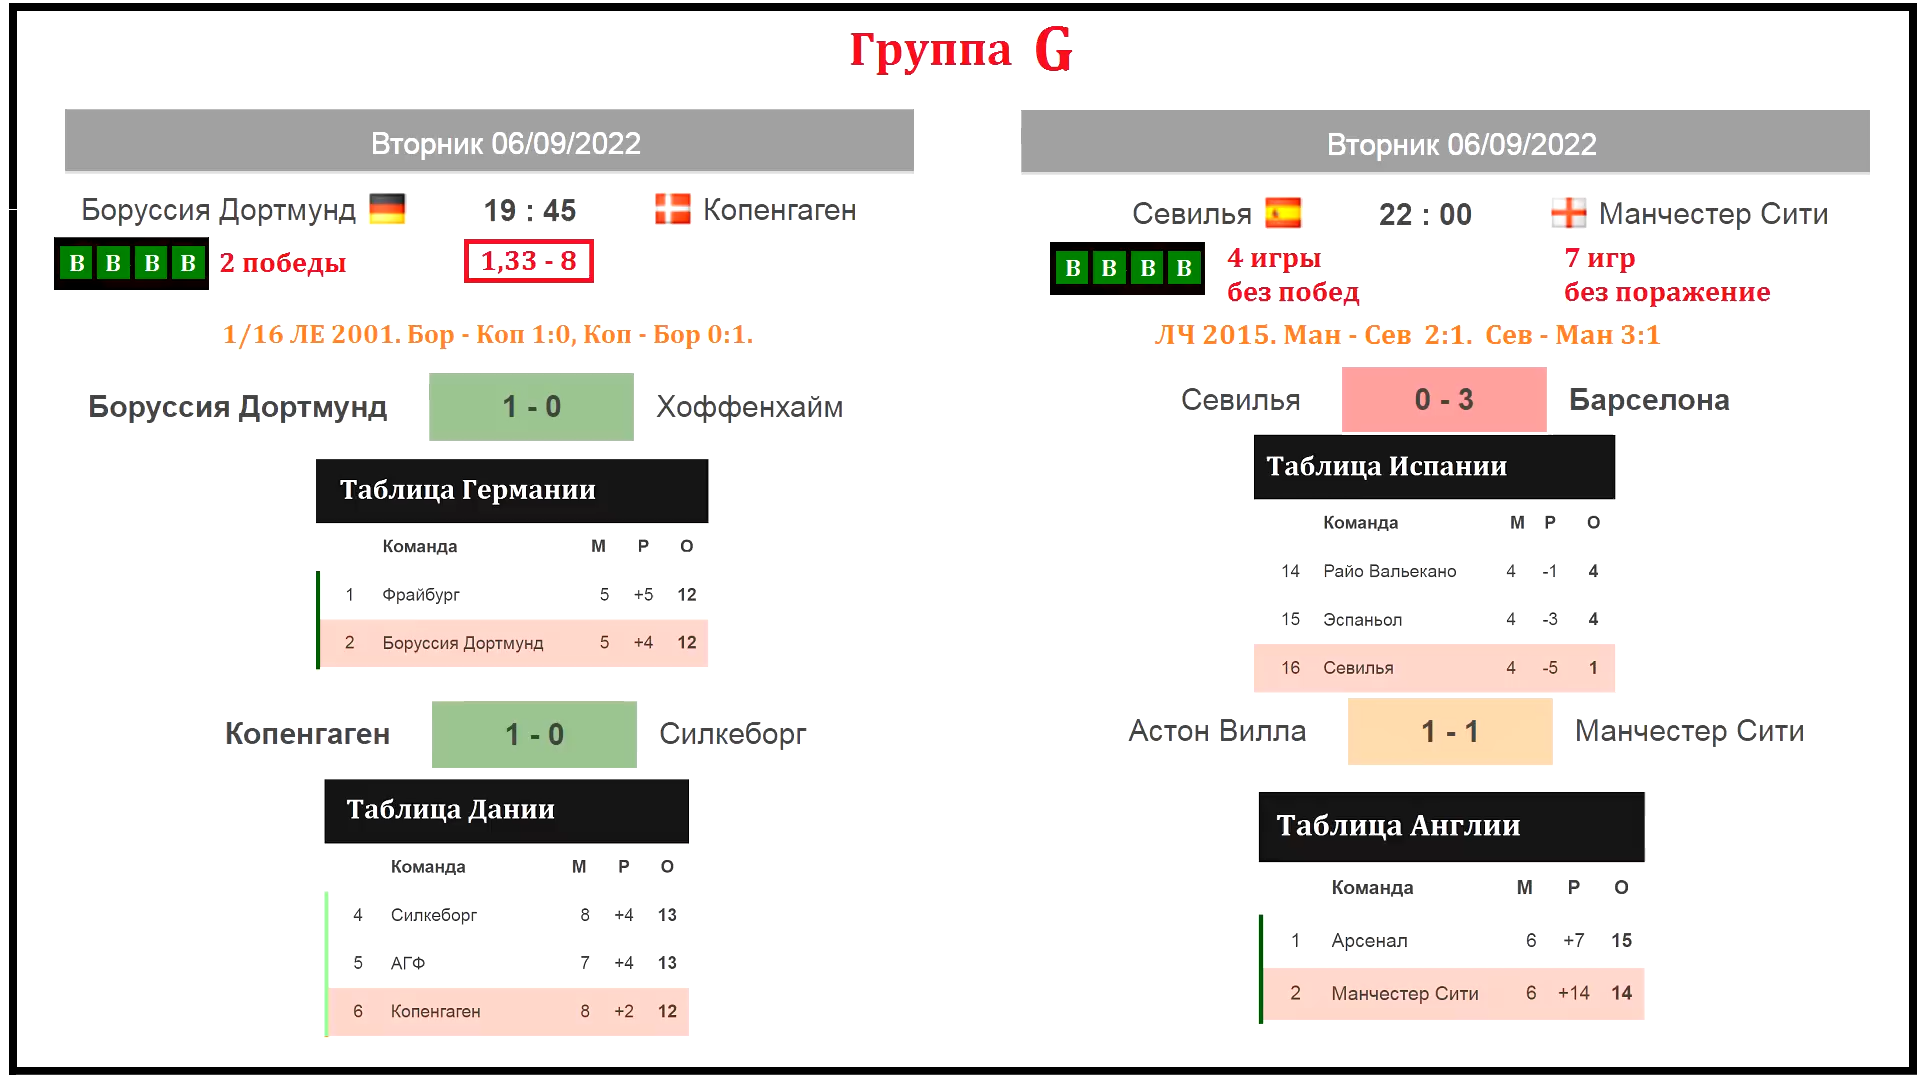 Группа G
Вторник 06/09/2022
Боруссия Дортмунд 19 : 45 Копенгаген
В В В В 2 победы 1,33 - 8
1/16 ЛЕ 2001. Бор - Коп 1:0, Коп - Бор 0:1.
Боруссия Дортмунд 1 - 0 Хоффенхайм
Таблица Германии
Команда М Р О
1 Фрайбург 5 +5 12
2 Боруссия Дортмунд 5 +4 12
Копенгаген 1 - 0 Силкеборг
Таблица Дании
Команда М Р О
4 Силкеборг 8 +4 13
5 АГФ 7 +4 13
6 Копенгаген 8 +2 12
Вторник 06/09/2022
Севилья 22 : 00 Манчестер Сити
В В В В 4 игры 7 игр
без побед без поражение
ЛЧ 2015. Ман - Сев 2:1. Сев - Ман 3:1
Севилья 0 - 3 Барселона
Таблица Испании
Команда М Р О
14 Райо Вальекано 4 -1 4
15 Эспаньол 4 -3 4
16 Севилья 4 -5 1
Астон Вилла 1 - 1 Манчестер Сити
Таблица Англии
Команда М Р О
1 Арсенал 6 +7 15
2 Манчестер Сити 6 +14 14